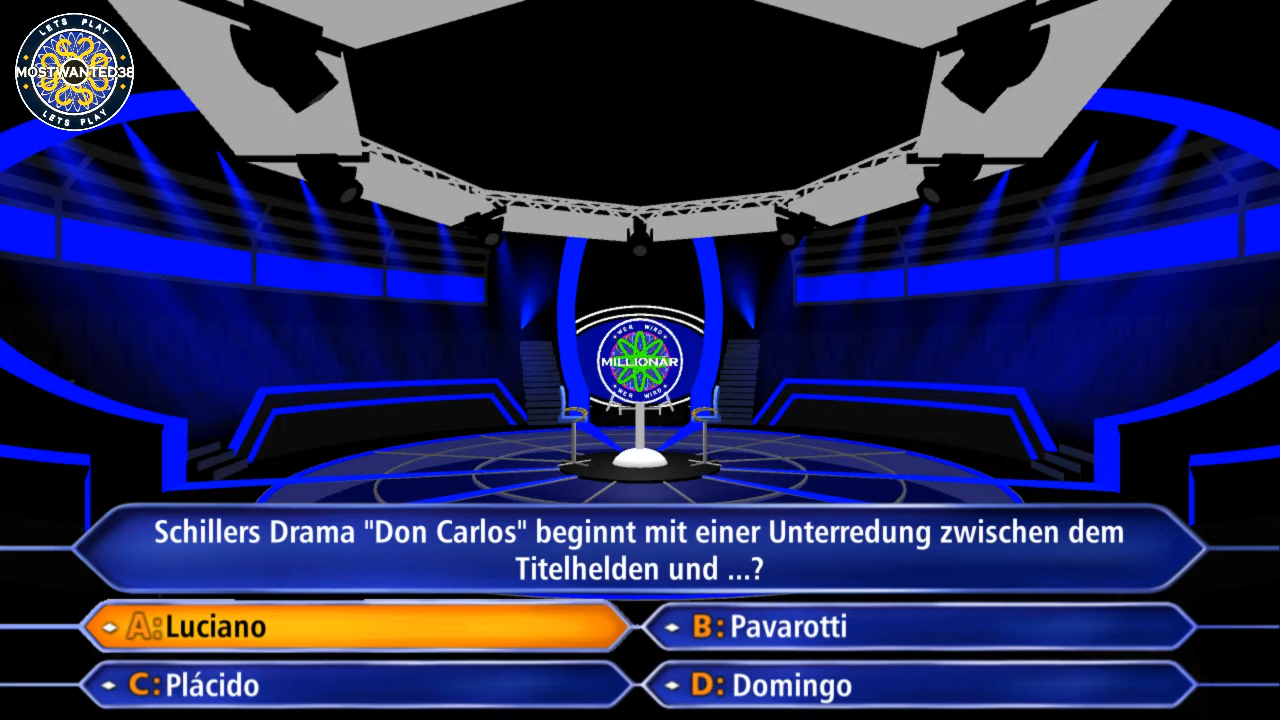 LETS PLAY
MOSTWANTED38
LETS PLAY
WER WIRD
MILLIONÄR
WER WIRD
Schillers Drama "Don Carlos" beginnt mit einer Unterredung zwischen dem
Titelhelden und ...?
A: Luciano
B: Pavarotti
C: Plácido
D: Domingo